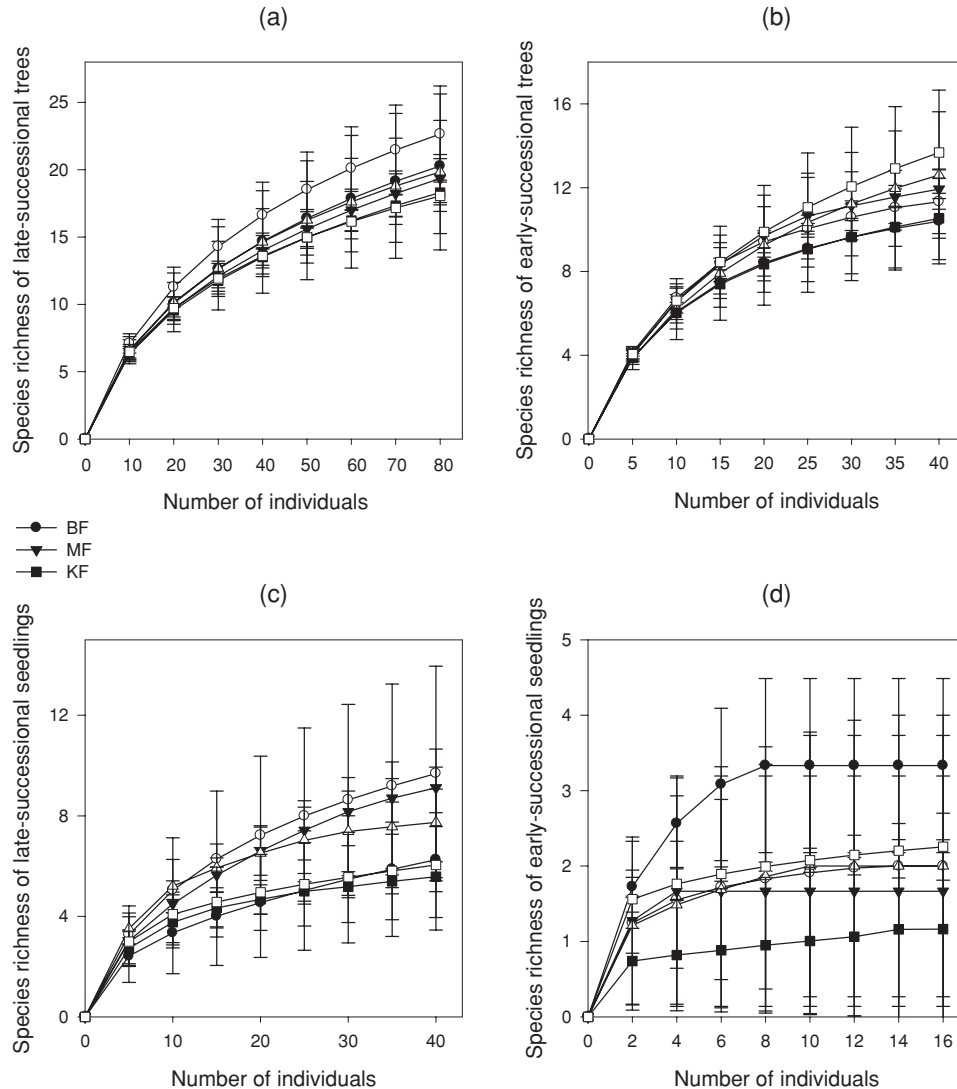 (a)
Species richness of late-successional trees
25
20
15
10
5
0
0 10 20 30 40 50 60 70 80
Number of individuals
(b)
Species richness of early-successional trees
16
12
8
4
0
0 5 10 15 20 25 30 35 40
Number of individuals
BF
MF
KF
(c)
Species richness of late-successional seedlings
12
8
4
0
0 5 10 15 20 25 30 35 40
Number of individuals
(d)
Species richness of early-successional seedlings
5
4
3
2
1
0
0 2 4 6 8 10 12 14 16
Number of individuals